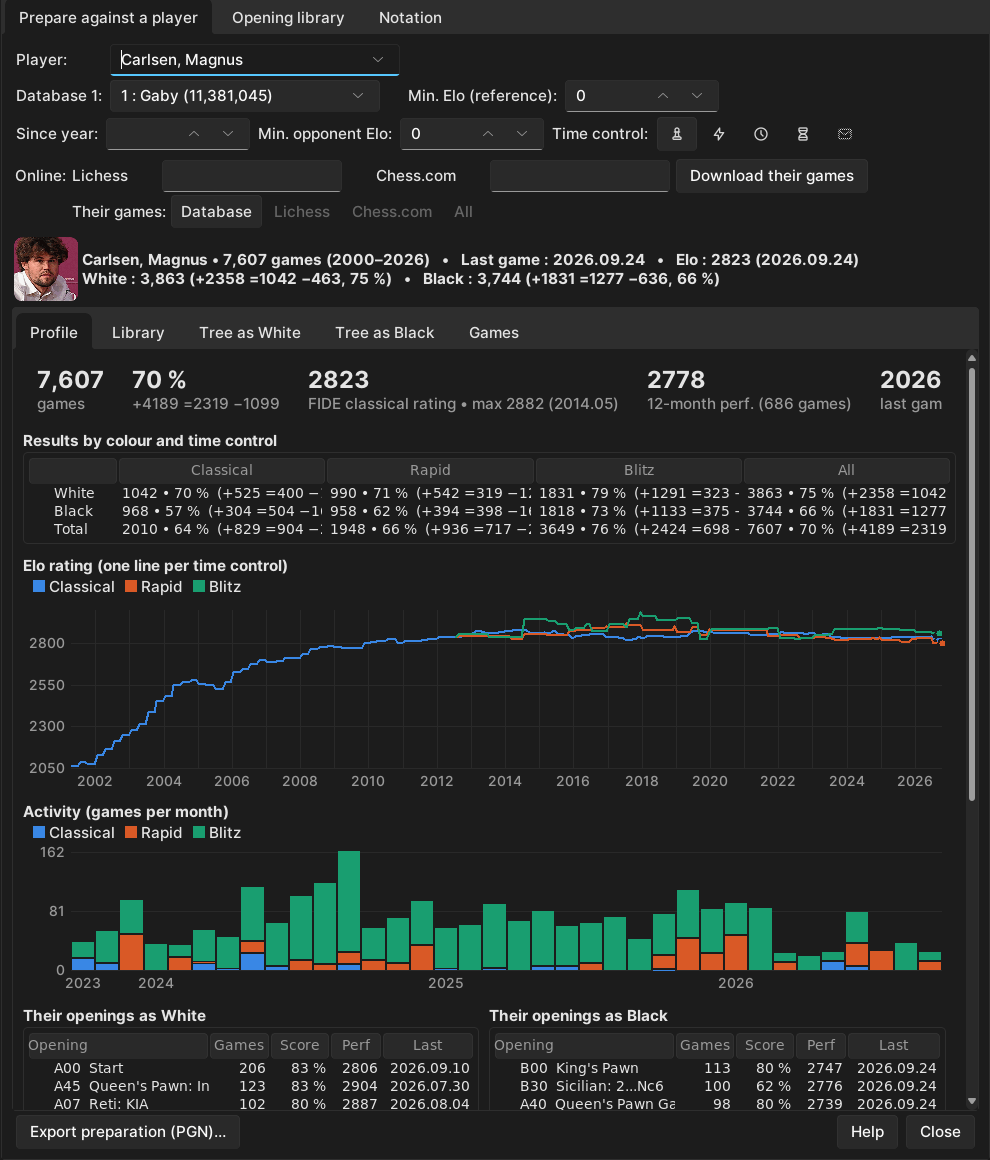 Prepare against a player Opening library Notation
Player: Carlsen, Magnus
Database 1: 1 : Gaby (11,381,045) Min. Elo (reference): 0
Since year: Min. opponent Elo: 0 Time control:
Online: Lichess Chess.com Download their games
Their games: Database Lichess Chess.com All
Carlsen, Magnus • 7,607 games (2000–2026) • Last game : 2026.09.24 • Elo : 2823 (2026.09.24)
White : 3,863 (+2358 =1042 −463, 75 %) • Black : 3,744 (+1831 =1277 −636, 66 %)
Profile Library Tree as White Tree as Black Games
7,607 70 % 2823 2778 2026
games +4189 =2319 −1099 FIDE classical rating • max 2882 (2014.05) 12-month perf. (686 games) last gam
Results by colour and time control
Classical Rapid Blitz All
White 1042 • 70 % (+525 =400 − 990 • 71 % (+542 =319 −12 1831 • 79 % (+1291 =323 - 3863 • 75 % (+2358 =1042
Black 968 • 57 % (+304 =504 −1 958 • 62 % (+394 =398 −1 1818 • 73 % (+1133 =375 - 3744 • 66 % (+1831 =1277
Total 2010 • 64 % (+829 =904 − 1948 • 66 % (+936 =717 − 3649 • 76 % (+2424 =698 - 7607 • 70 % (+4189 =2319
Elo rating (one line per time control)
Classical Rapid Blitz
2800
2550
2300
2050
2002 2004 2006 2008 2010 2012 2014 2016 2018 2020 2022 2024 2026
Activity (games per month)
Classical Rapid Blitz
162
81
0
2023 2024 2025 2026
Their openings as White Their openings as Black
Opening Games Score Perf Last Opening Games Score Perf Last
A00 Start 206 83 % 2806 2026.09.10 B00 King's Pawn 113 80 % 2747 2026.09.24
A45 Queen's Pawn: In 123 83 % 2904 2026.07.30 B30 Sicilian: 2...Nc6 100 62 % 2776 2026.09.24
A07 Reti: KIA 102 80 % 2887 2026.08.04 A40 Queen's Pawn Ga 98 80 % 2739 2026.09.24
Export preparation (PGN)... Help Close